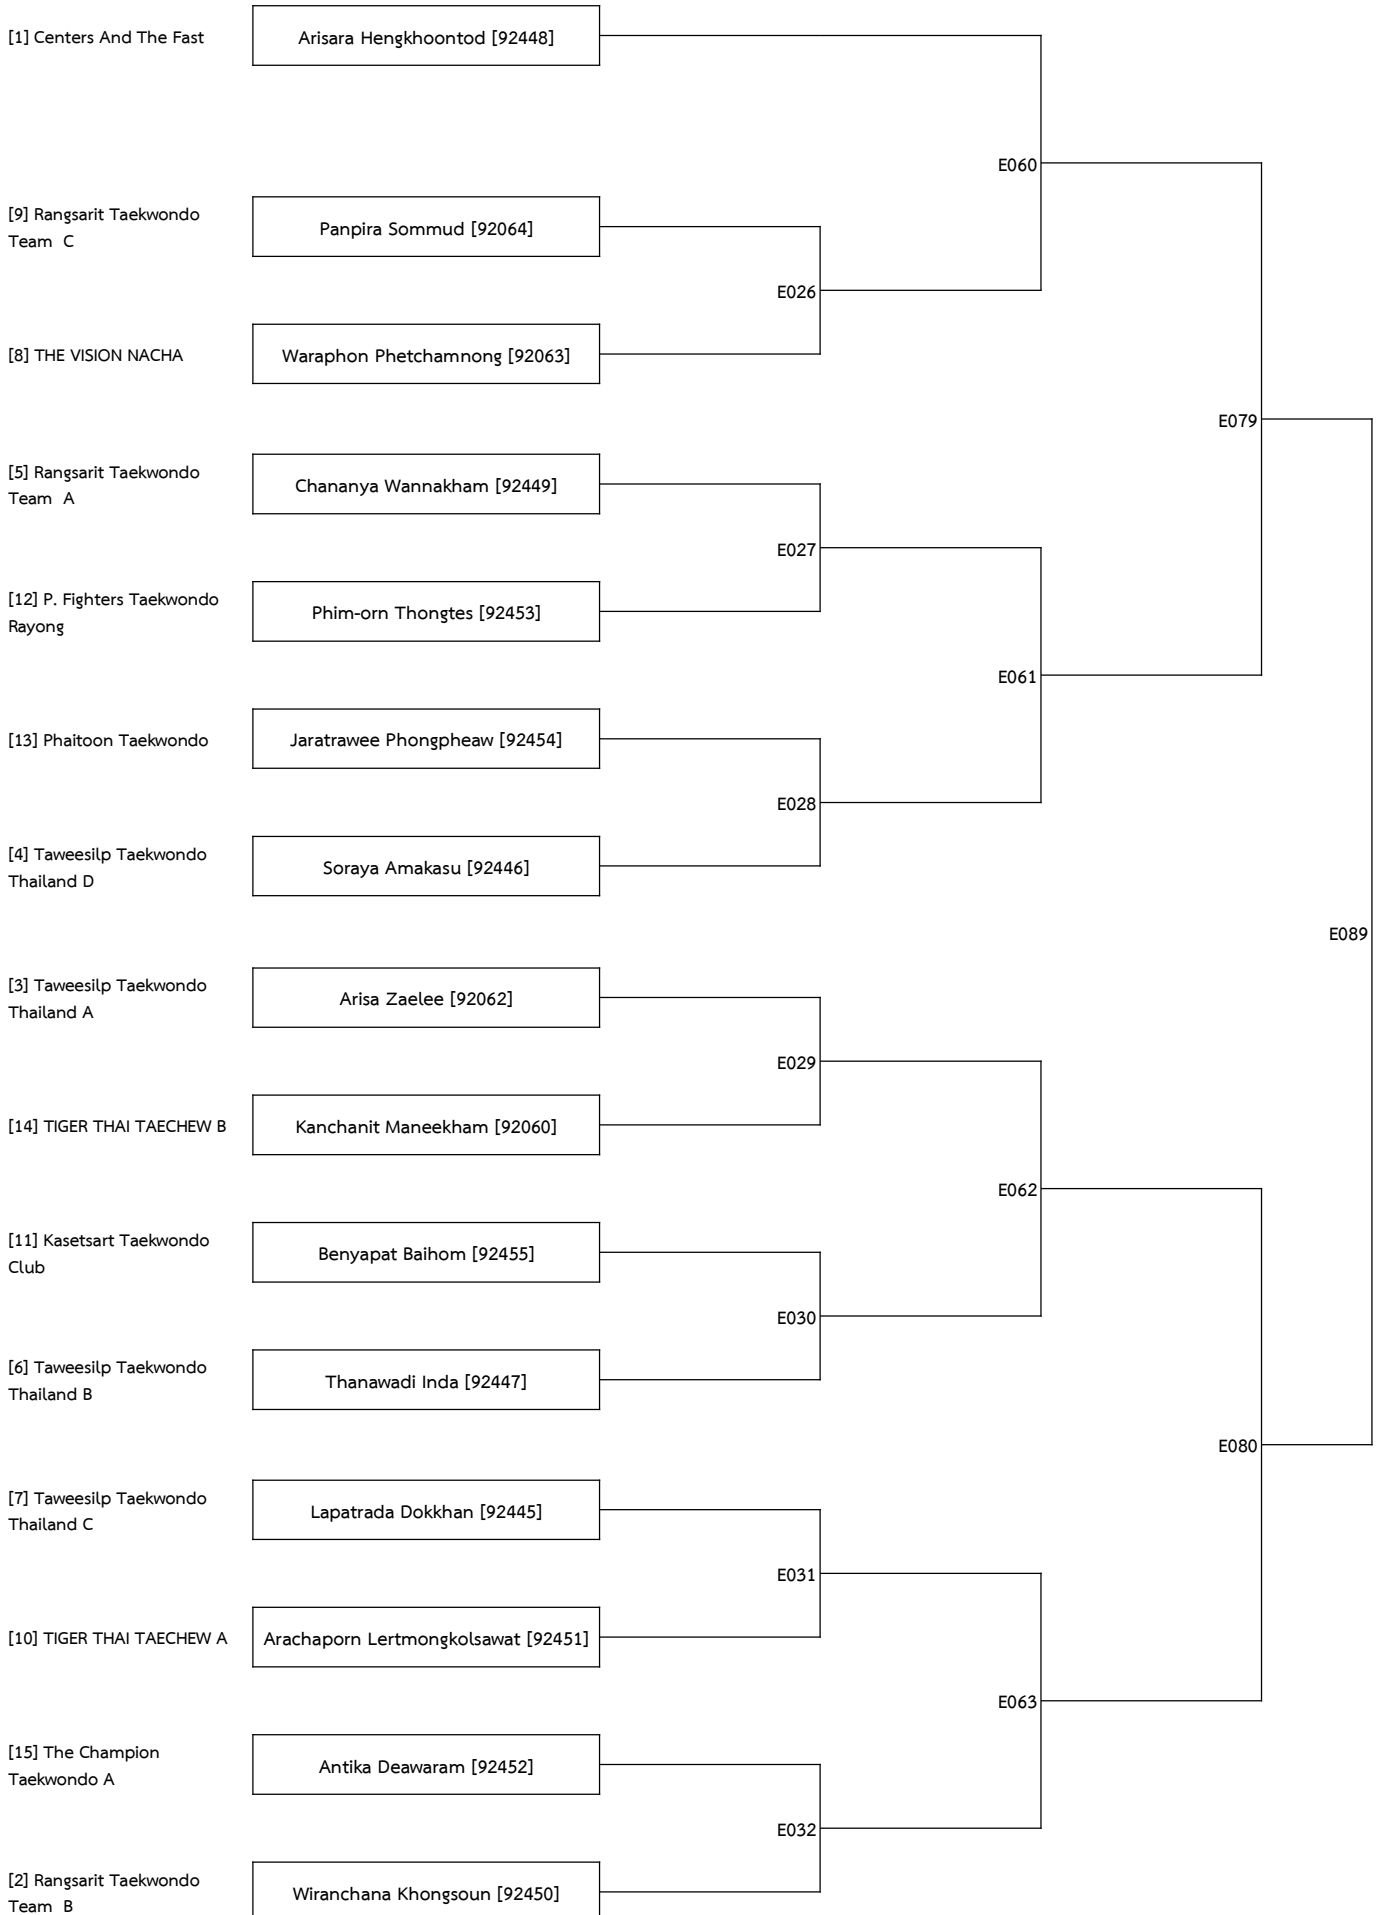 [1] Centers And The Fast
Arisara Hengkhoontod [92448]
E060
[9] Rangsarit Taekwondo
Team C
Panpira Sommud [92064]
E026
[8] THE VISION NACHA
Waraphon Phetchamnong [92063]
E079
[5] Rangsarit Taekwondo
Team A
Chananya Wannakham [92449]
E027
[12] P. Fighters Taekwondo
Rayong
Phim-orn Thongtes [92453]
E061
[13] Phaitoon Taekwondo
Jaratrawee Phongpheaw [92454]
E028
[4] Taweesilp Taekwondo
Thailand D
Soraya Amakasu [92446]
E089
[3] Taweesilp Taekwondo
Thailand A
Arisa Zaelee [92062]
E029
[14] TIGER THAI TAECHEW B
Kanchanit Maneekham [92060]
E062
[11] Kasetsart Taekwondo
Club
Benyapat Baihom [92455]
E030
[6] Taweesilp Taekwondo
Thailand B
Thanawadi Inda [92447]
E080
[7] Taweesilp Taekwondo
Thailand C
Lapatrada Dokkhan [92445]
E031
[10] TIGER THAI TAECHEW A
Arachaporn Lertmongkolsawat [92451]
E063
[15] The Champion
Taekwondo A
Antika Deawaram [92452]
E032
[2] Rangsarit Taekwondo
Team B
Wiranchana Khongsoun [92450]